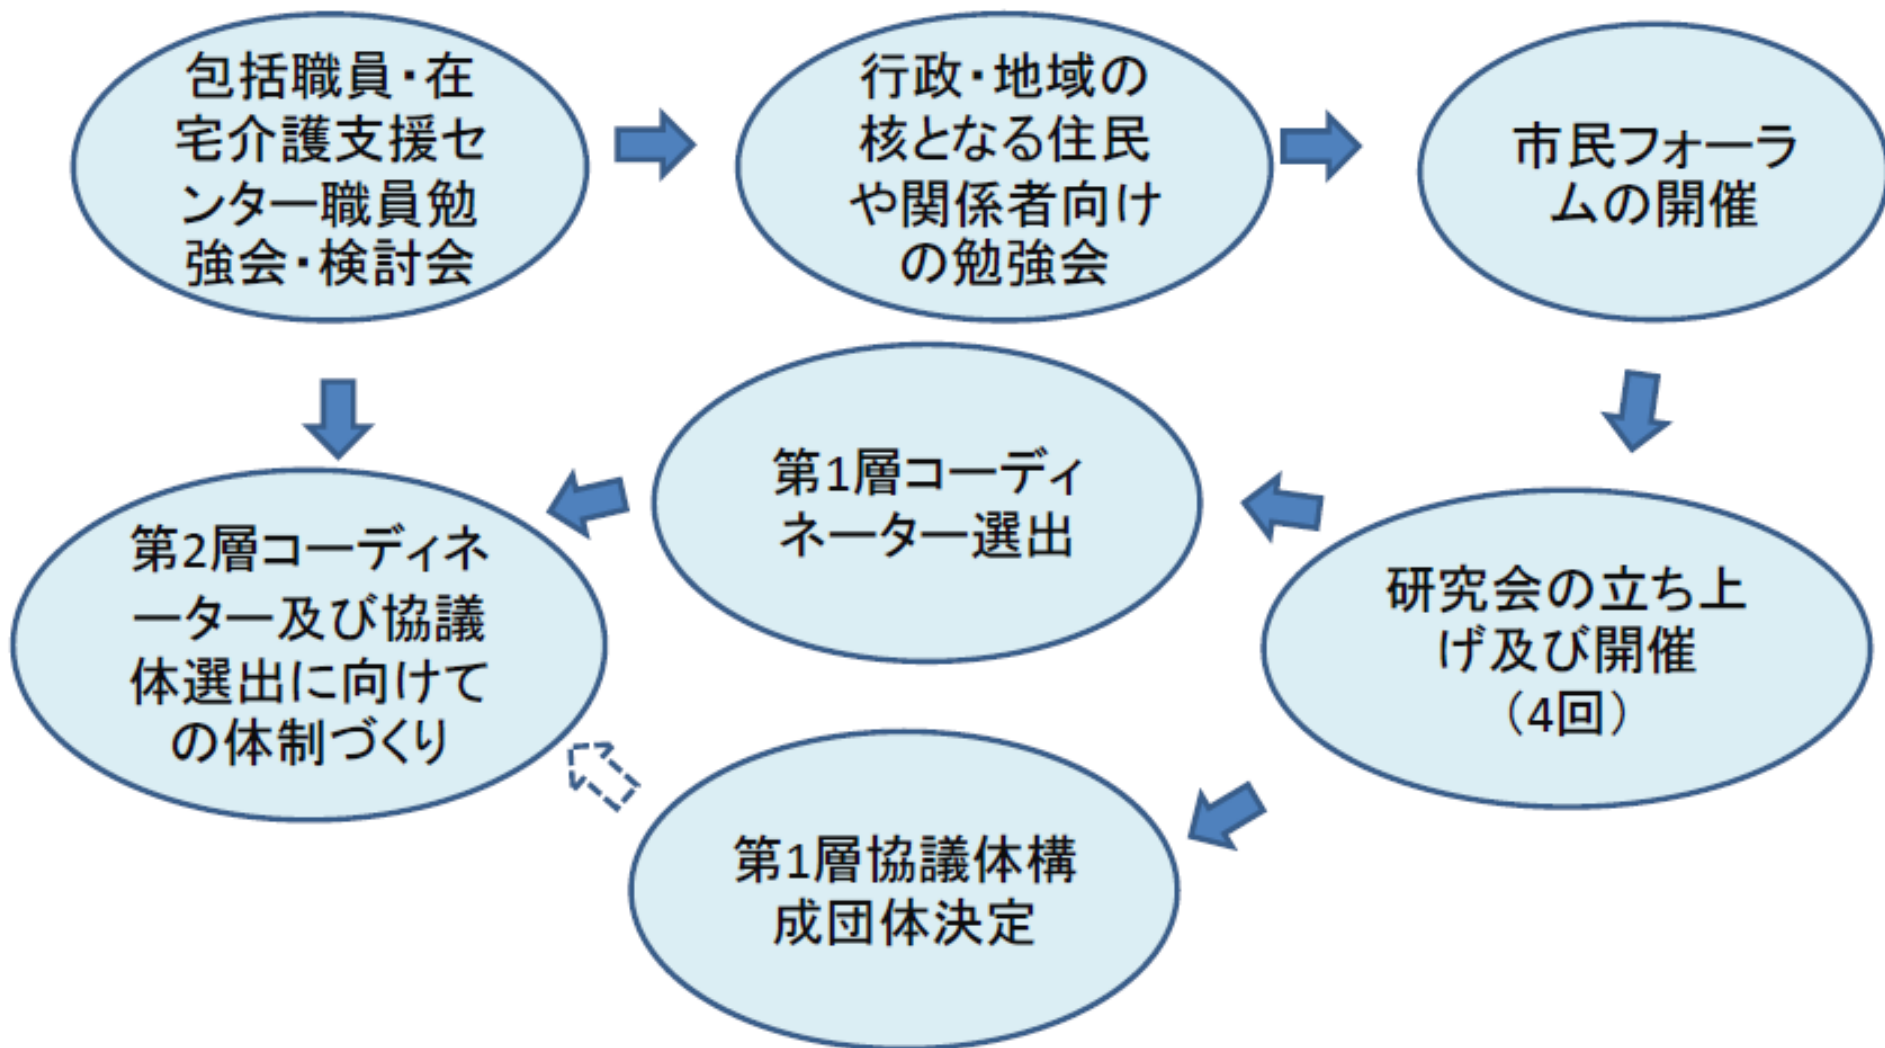 包括職員・在
宅介護支援セ
ンター職員勉
強会・検討会
行政・地域の
核となる住民
や関係者向け
の勉強会
市民フォーラ
ムの開催
第1層コーディ
ネーター選出
第2層コーディネ
ーター及び協議
体選出に向けて
の体制づくり
研究会の立ち上
げ及び開催
（4回）
第1層協議体構
成団体決定